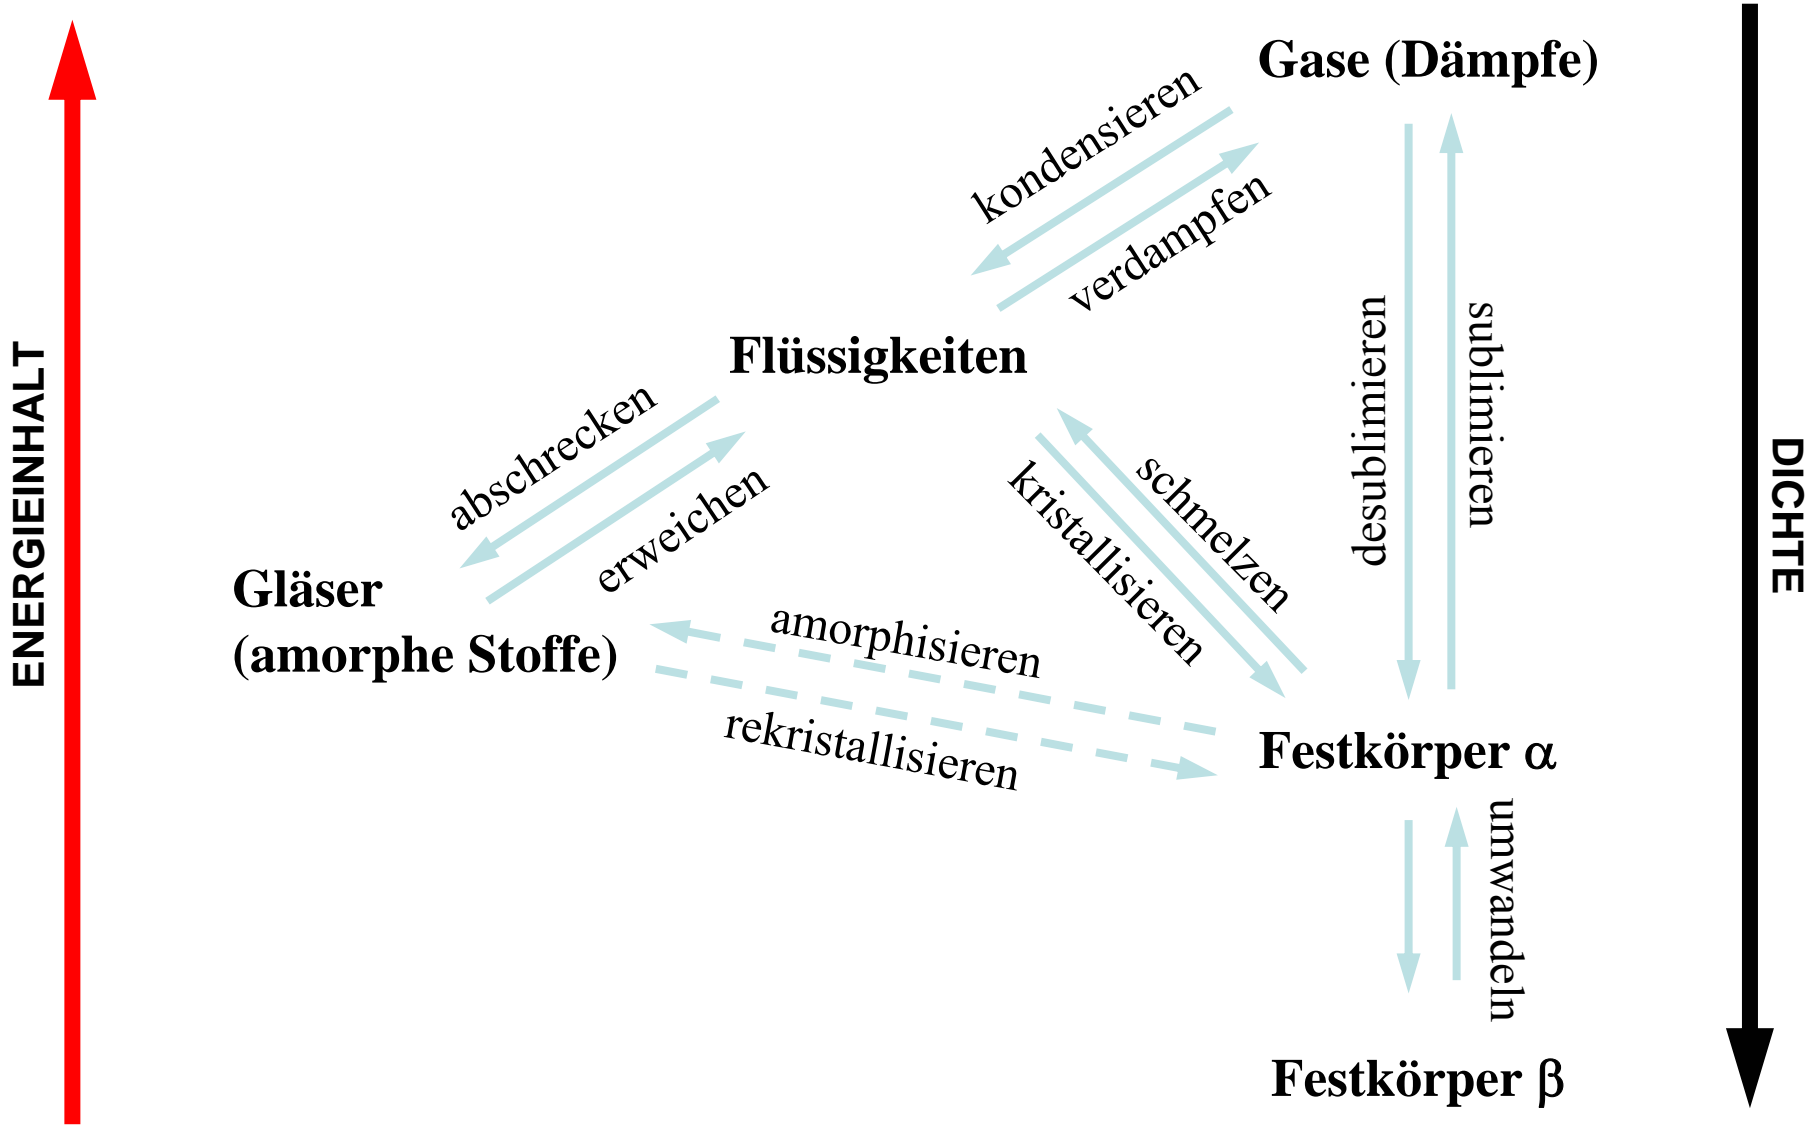 Gase (Dämpfe)
kondensieren
verdampfen
desublimieren
sublimieren
ENERGIEINHALT
DICHTE
Flüssigkeiten
abschrecken
erweichen
schmelzen
kristallisieren
Gläser
(amorphe Stoffe)
amorphisieren
rekristallisieren
Festkörper α
umwandeln
Festkörper β